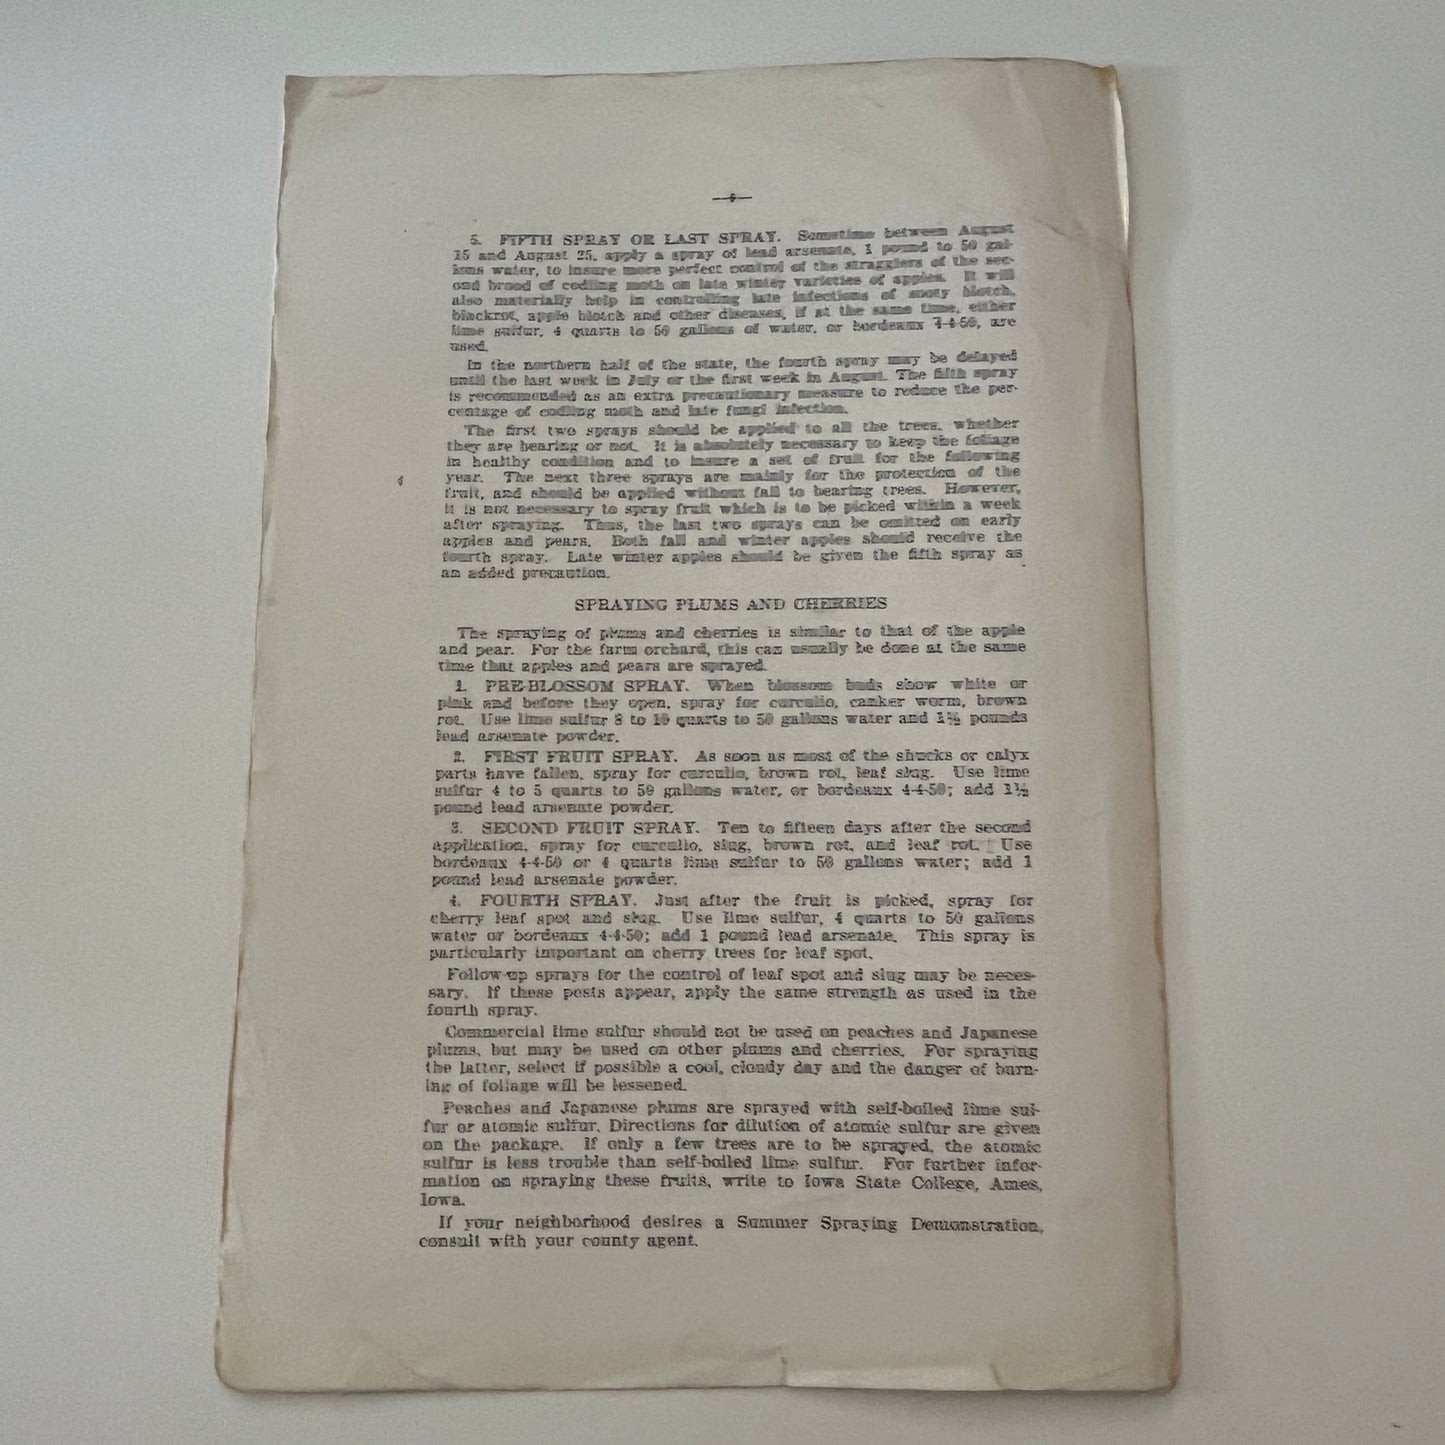 5. FIFTH SPRAY OR LAST SPRAY. Sometime between August
15 and August 25, apply a spray of lead arsenate, 1 pound to 50 gal-
lons water, to insure more perfect control of the stragglers of the sec-
ond brood of codling moth on late winter varieties of apples. It will
also materially help in controlling late infections of sooty blotch,
blackrot, apple blotch and other diseases, if at the same time, either
lime sulfur, 4 quarts to 50 gallons of water, or bordeaux 4-4-50, are
used.
In the northern half of the state, the fourth spray may be delayed
until the last week in July or the first week in August. The fifth spray
is recommended as an extra precautionary measure to reduce the per-
centage of codling moth and late fungi infection.
The first two sprays should be applied to all the trees, whether
they are bearing or not. It is absolutely necessary to keep the foliage
in healthy condition and to insure a set of fruit for the following
year. The next three sprays are mainly for the protection of the
fruit, and should be applied without fail to bearing trees. However,
it is not necessary to spray fruit which is to be picked within a week
after spraying. Thus, the last two sprays can be omitted on early
apples and pears. Both fall and winter apples should receive the
fourth spray. Late winter apples should be given the fifth spray as
an added precaution.
SPRAYING PLUMS AND CHERRIES
The spraying of plums and cherries is similar to that of the apple
and pear. For the farm orchard, this can usually be done at the same
time that apples and pears are sprayed.
1. PRE-BLOSSOM SPRAY. When blossom buds show white or
pink and before they open, spray for curculio, canker worm, brown
rot. Use lime sulfur 8 to 10 quarts to 50 gallons water and 1½ pounds
lead arsenate powder.
2. FIRST FRUIT SPRAY. As soon as most of the shucks or calyx
parts have fallen, spray for curculio, brown rot, leaf slug. Use lime
sulfur 4 to 5 quarts to 50 gallons water, or bordeaux 4-4-50; add 1½
pound lead arsenate powder.
3. SECOND FRUIT SPRAY. Ten to fifteen days after the second
application, spray for curculio, slug, brown rot, and leaf rot. Use
bordeaux 4-4-50 or 4 quarts lime sulfur to 50 gallons water; add 1
pound lead arsenate powder.
4. FOURTH SPRAY. Just after the fruit is picked, spray for
cherry leaf spot and slug. Use lime sulfur, 4 quarts to 50 gallons
water or bordeaux 4-4-50; add 1 pound lead arsenate. This spray is
particularly important on cherry trees for leaf spot.
Follow-up sprays for the control of leaf spot and slug may be neces-
sary. If these pests appear, apply the same strength as used in the
fourth spray.
Commercial lime sulfur should not be used on peaches and Japanese
plums, but may be used on other plums and cherries. For spraying
the latter, select if possible a cool, cloudy day and the danger of burn-
ing of foliage will be lessened.
Peaches and Japanese plums are sprayed with self-boiled lime sul-
fur or atomic sulfur. Directions for dilution of atomic sulfur are given
on the package. If only a few trees are to be sprayed, the atomic
sulfur is less trouble than self-boiled lime sulfur. For further infor-
mation on spraying these fruits, write to Iowa State College, Ames,
Iowa.
If your neighborhood desires a Summer Spraying Demonstration,
consult with your county agent.